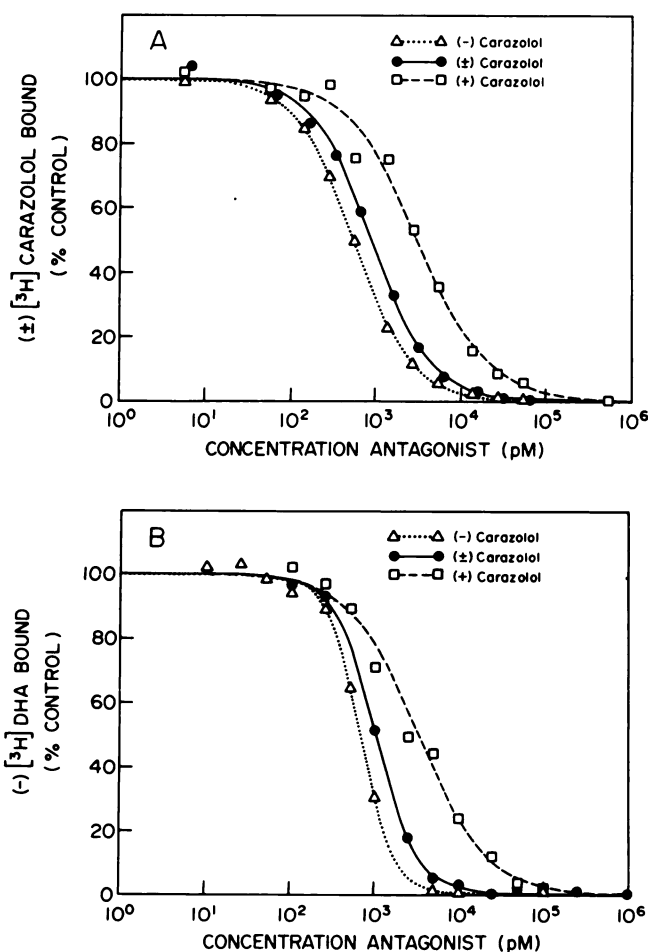 A
(-) Carazolol
(±) Carazolol
(+) Carazolol
(±) [³H] CARAZOLOL BOUND
(% CONTROL)
100
80
60
40
20
0
10⁰ 10¹ 10² 10³ 10⁴ 10⁵ 10⁶
CONCENTRATION ANTAGONIST (pM)
B
(-) Carazolol
(±) Carazolol
(+) Carazolol
(-) [³H] DHA BOUND
(% CONTROL)
100
80
60
40
20
0
10⁰ 10¹ 10² 10³ 10⁴ 10⁵ 10⁶
CONCENTRATION ANTAGONIST (pM)